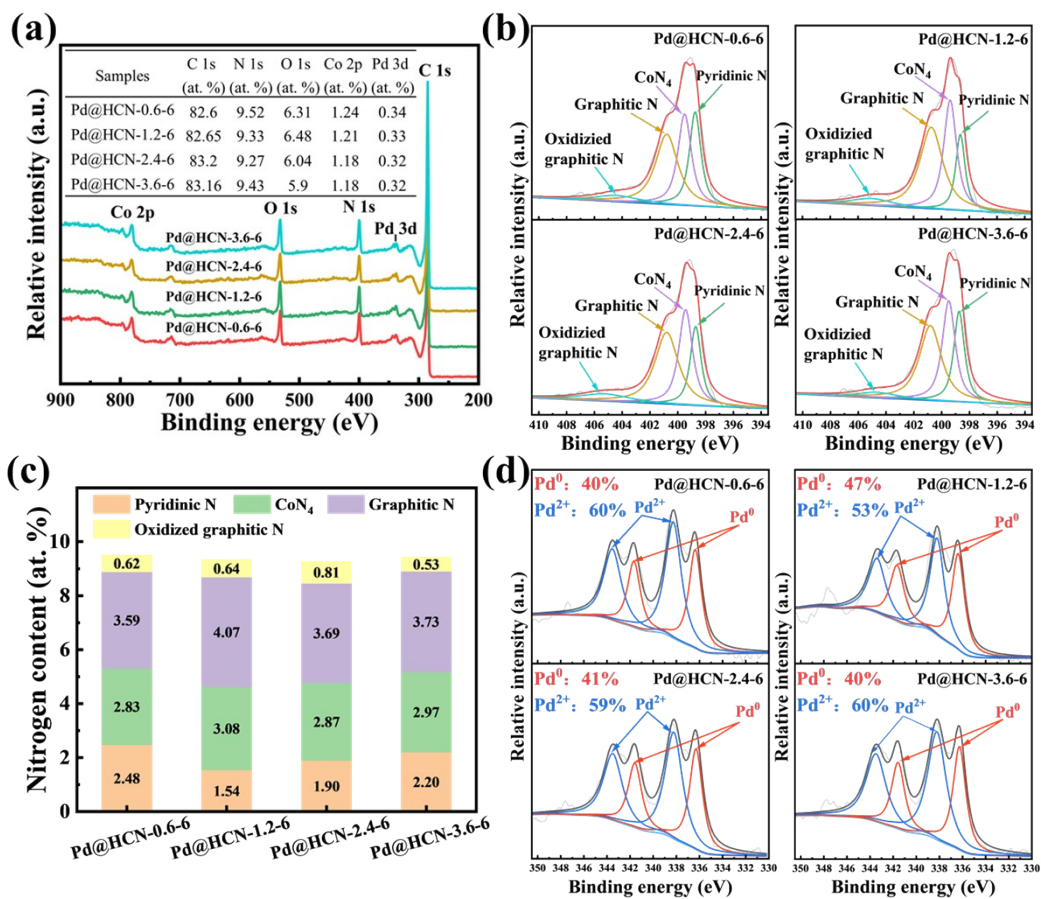 (a)
Samples C 1s N 1s O 1s Co 2p Pd 3d
(at. %) (at. %) (at. %) (at. %) (at. %)
Pd@HCN-0.6-6 82.6 9.52 6.31 1.24 0.34
Pd@HCN-1.2-6 82.65 9.33 6.48 1.21 0.33
Pd@HCN-2.4-6 83.2 9.27 6.04 1.18 0.32
Pd@HCN-3.6-6 83.16 9.43 5.9 1.18 0.32
C 1s
Co 2p
O 1s
N 1s
Pd 3d
Pd@HCN-3.6-6
Pd@HCN-2.4-6
Pd@HCN-1.2-6
Pd@HCN-0.6-6
Relative intensity (a.u.)
900 800 700 600 500 400 300 200
Binding energy (eV)
(b)
Pd@HCN-0.6-6
CoN4
Pyridinic N
Graphitic N
Oxidizied
graphitic N
Pd@HCN-1.2-6
CoN4
Graphitic N
Pyridinic N
Oxidizied
graphitic N
Pd@HCN-2.4-6
CoN4
Graphitic N
Pyridinic N
Oxidizied
graphitic N
Pd@HCN-3.6-6
CoN4
Graphitic N
Pyridinic N
Oxidizied
graphitic N
Relative intensity (a.u.)
Relative intensity (a.u.)
410 408 406 404 402 400 398 396 394
410 408 406 404 402 400 398 396 394
Binding energy (eV)
Binding energy (eV)
(c)
Pyridinic N CoN4 Graphitic N
Oxidized graphitic N
Nitrogen content (at. %)
10
8
6
4
2
0
0.62 0.64 0.81 0.53
3.59 4.07 3.69 3.73
2.83 3.08 2.87 2.97
2.48 1.54 1.90 2.20
Pd@HCN-0.6-6
Pd@HCN-1.2-6
Pd@HCN-2.4-6
Pd@HCN-3.6-6
(d)
Pd0: 40% Pd@HCN-0.6-6
Pd2+: 60% Pd2+
Pd0
Pd0: 47% Pd@HCN-1.2-6
Pd2+: 53% Pd2+
Pd0
Pd0: 41% Pd@HCN-2.4-6
Pd2+: 59% Pd2+
Pd0
Pd0: 40% Pd@HCN-3.6-6
Pd2+: 60% Pd2+
Pd0
Relative intensity (a.u.)
Relative intensity (a.u.)
350 348 346 344 342 340 338 336 334 332 330
350 348 346 344 342 340 338 336 334 332 330
Binding energy (eV)
Binding energy (eV)